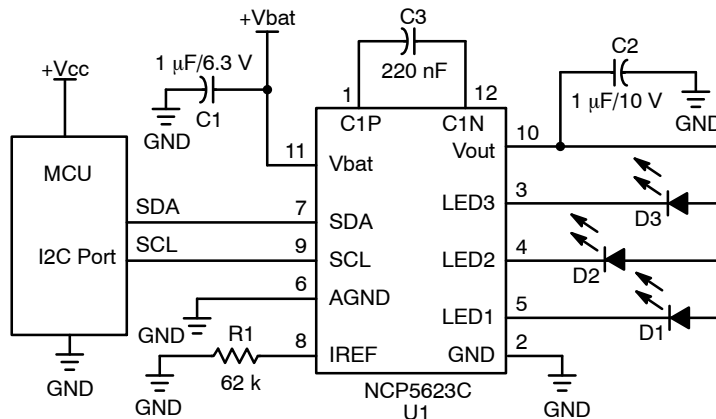 +Vbat
C3
C2
+Vcc
1 µF/6.3 V
220 nF
1
12
1 µF/10 V
GND
C1
C1P
C1N
10
GND
11
Vbat
Vout
MCU
LED3
3
SDA
7
SDA
D3
SCL
9
SCL
LED2
4
I2C Port
D2
6
AGND
GND
LED1
5
D1
R1
8
IREF
GND
2
GND
GND
62 k
NCP5623C
GND
U1